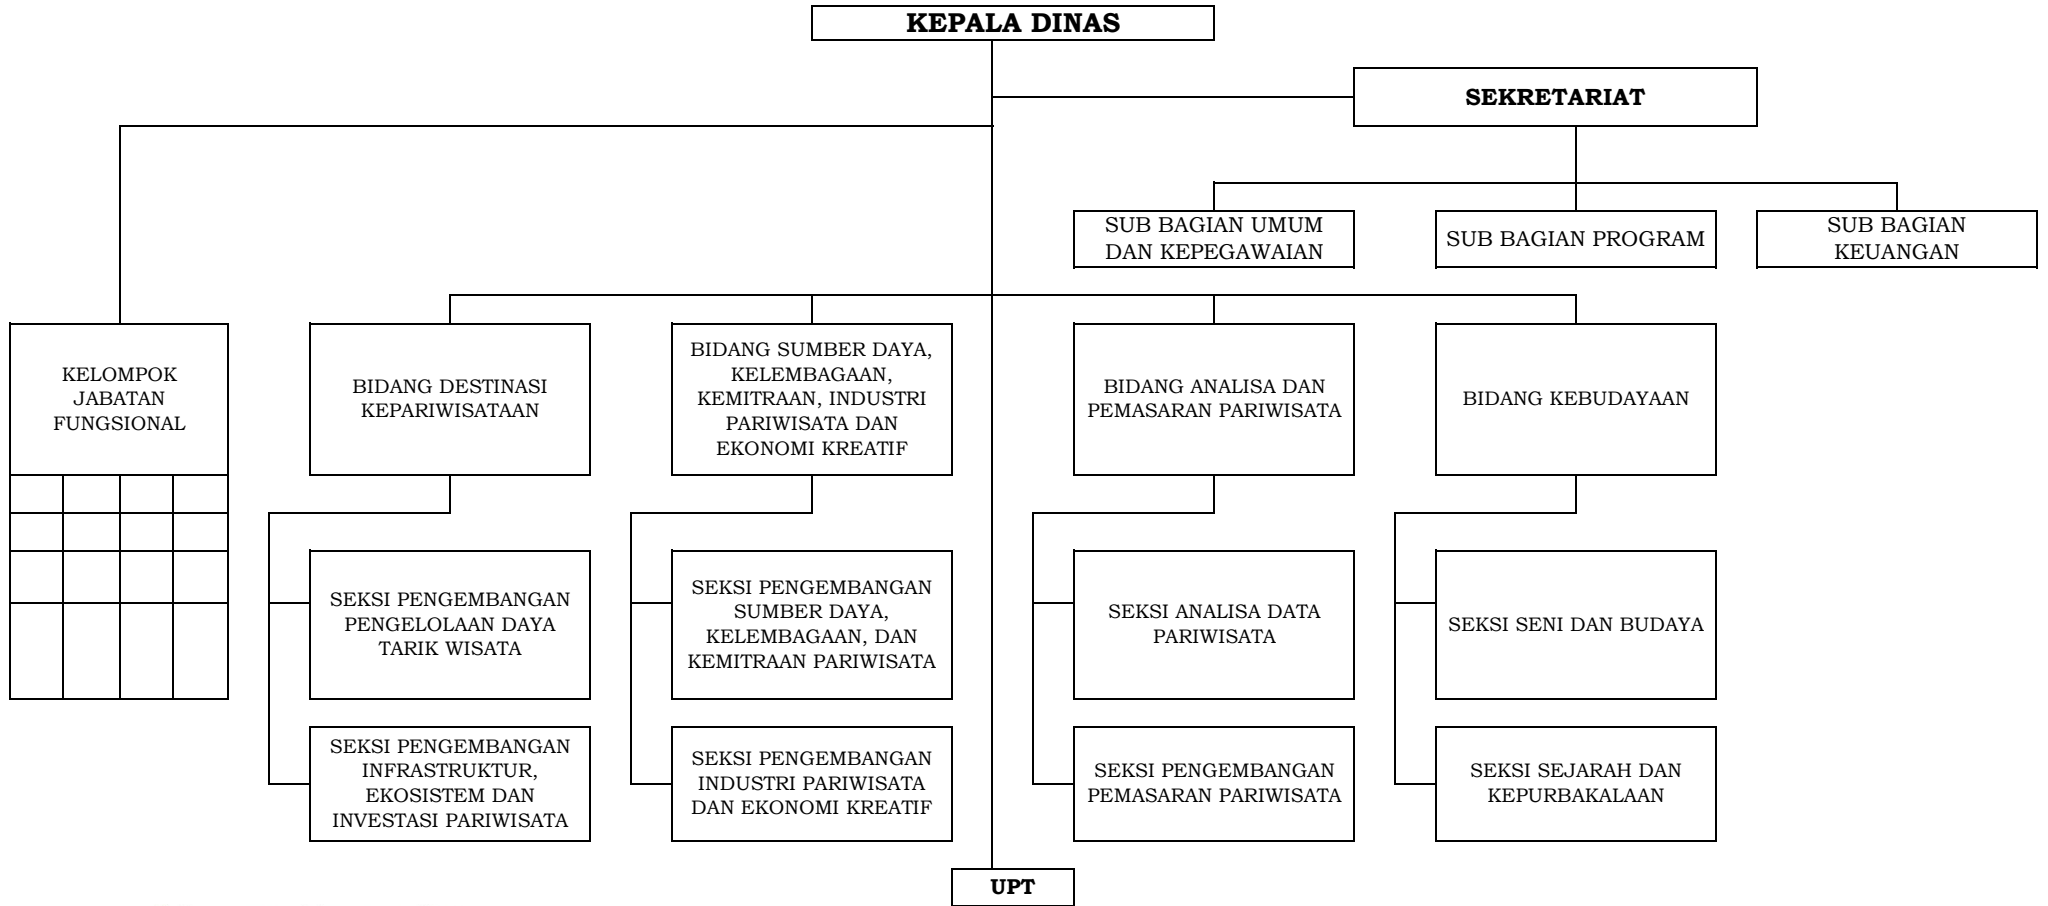 KEPALA DINAS
SEKRETARIAT
SUB BAGIAN UMUM
DAN KEPEGAWAIAN
SUB BAGIAN PROGRAM
SUB BAGIAN
KEUANGAN
KELOMPOK
JABATAN
FUNGSIONAL
BIDANG DESTINASI
KEPARIWISATAAN
BIDANG SUMBER DAYA,
KELEMBAGAAN,
KEMITRAAN, INDUSTRI
PARIWISATA DAN
EKONOMI KREATIF
BIDANG ANALISA DAN
PEMASARAN PARIWISATA
BIDANG KEBUDAYAAN
SEKSI PENGEMBANGAN
PENGELOLAAN DAYA
TARIK WISATA
SEKSI PENGEMBANGAN
SUMBER DAYA,
KELEMBAGAAN, DAN
KEMITRAAN PARIWISATA
SEKSI ANALISA DATA
PARIWISATA
SEKSI SENI DAN BUDAYA
SEKSI PENGEMBANGAN
INFRASTRUKTUR,
EKOSISTEM DAN
INVESTASI PARIWISATA
SEKSI PENGEMBANGAN
INDUSTRI PARIWISATA
DAN EKONOMI KREATIF
SEKSI PENGEMBANGAN
PEMASARAN PARIWISATA
SEKSI SEJARAH DAN
KEPURBAKALAAN
UPT